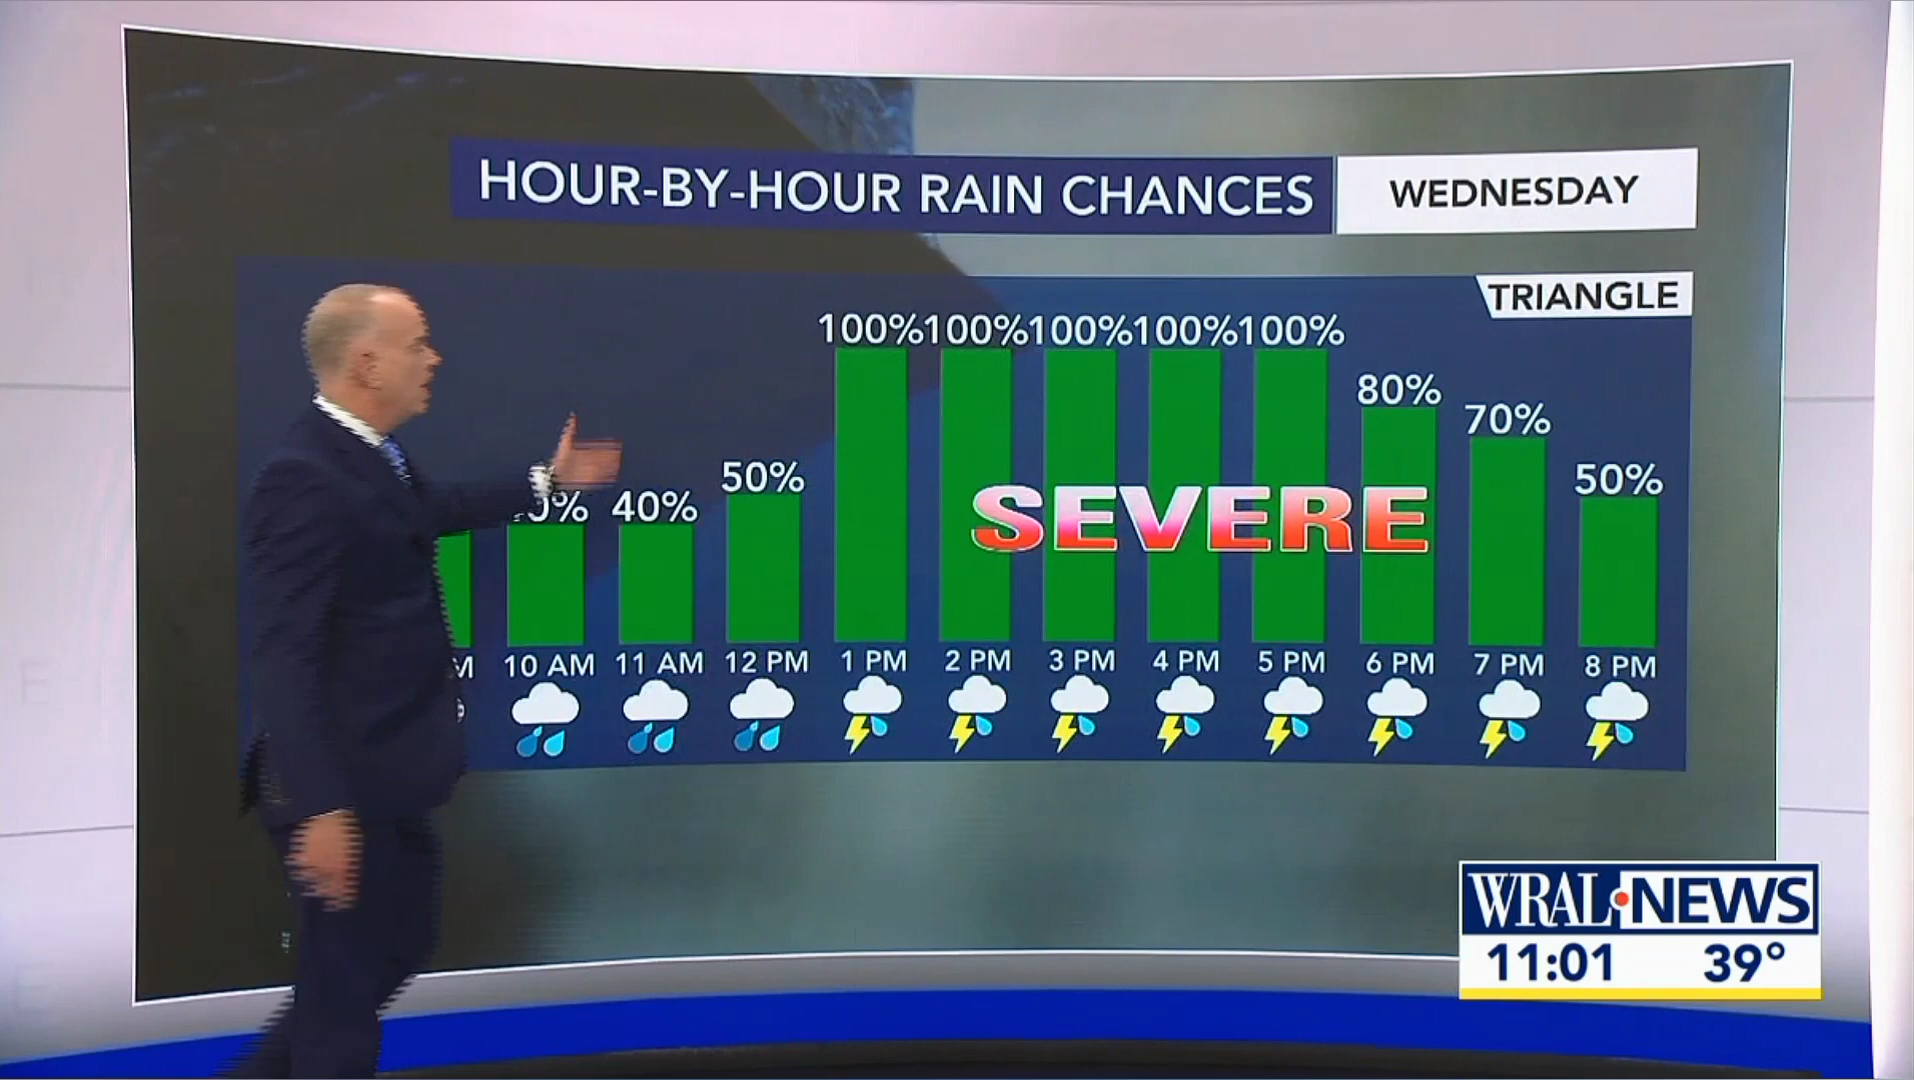 HOUR-BY-HOUR RAIN CHANCES WEDNESDAY
TRIANGLE
100% 100% 100% 100% 100%
80%
70%
40% 50% 50%
SEVERE
10 AM 11 AM 12 PM 1 PM 2 PM 3 PM 4 PM 5 PM 6 PM 7 PM 8 PM
WRAL NEWS
11:01 39°